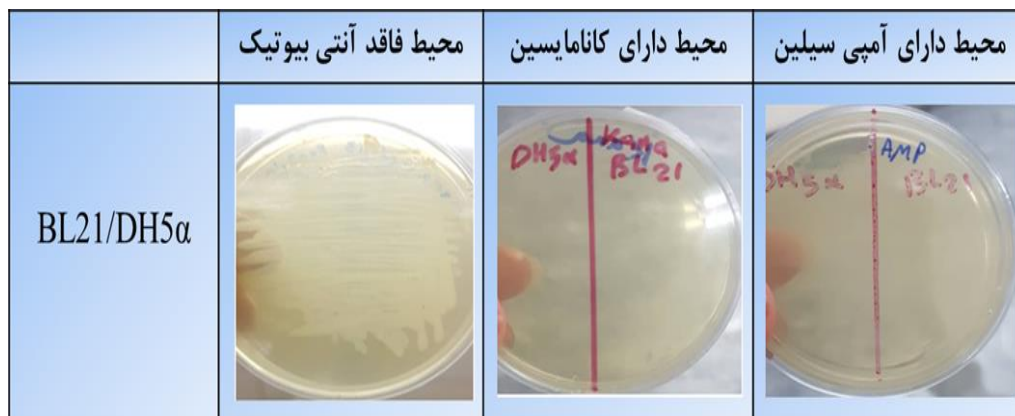 محیط فاقد آنتی بیوتیک
محیط دارای کانامایسین
محیط دارای آمپی سیلین
BL21/DH5α
DH5α
Kana
BL21
DH5α
AMP
BL21